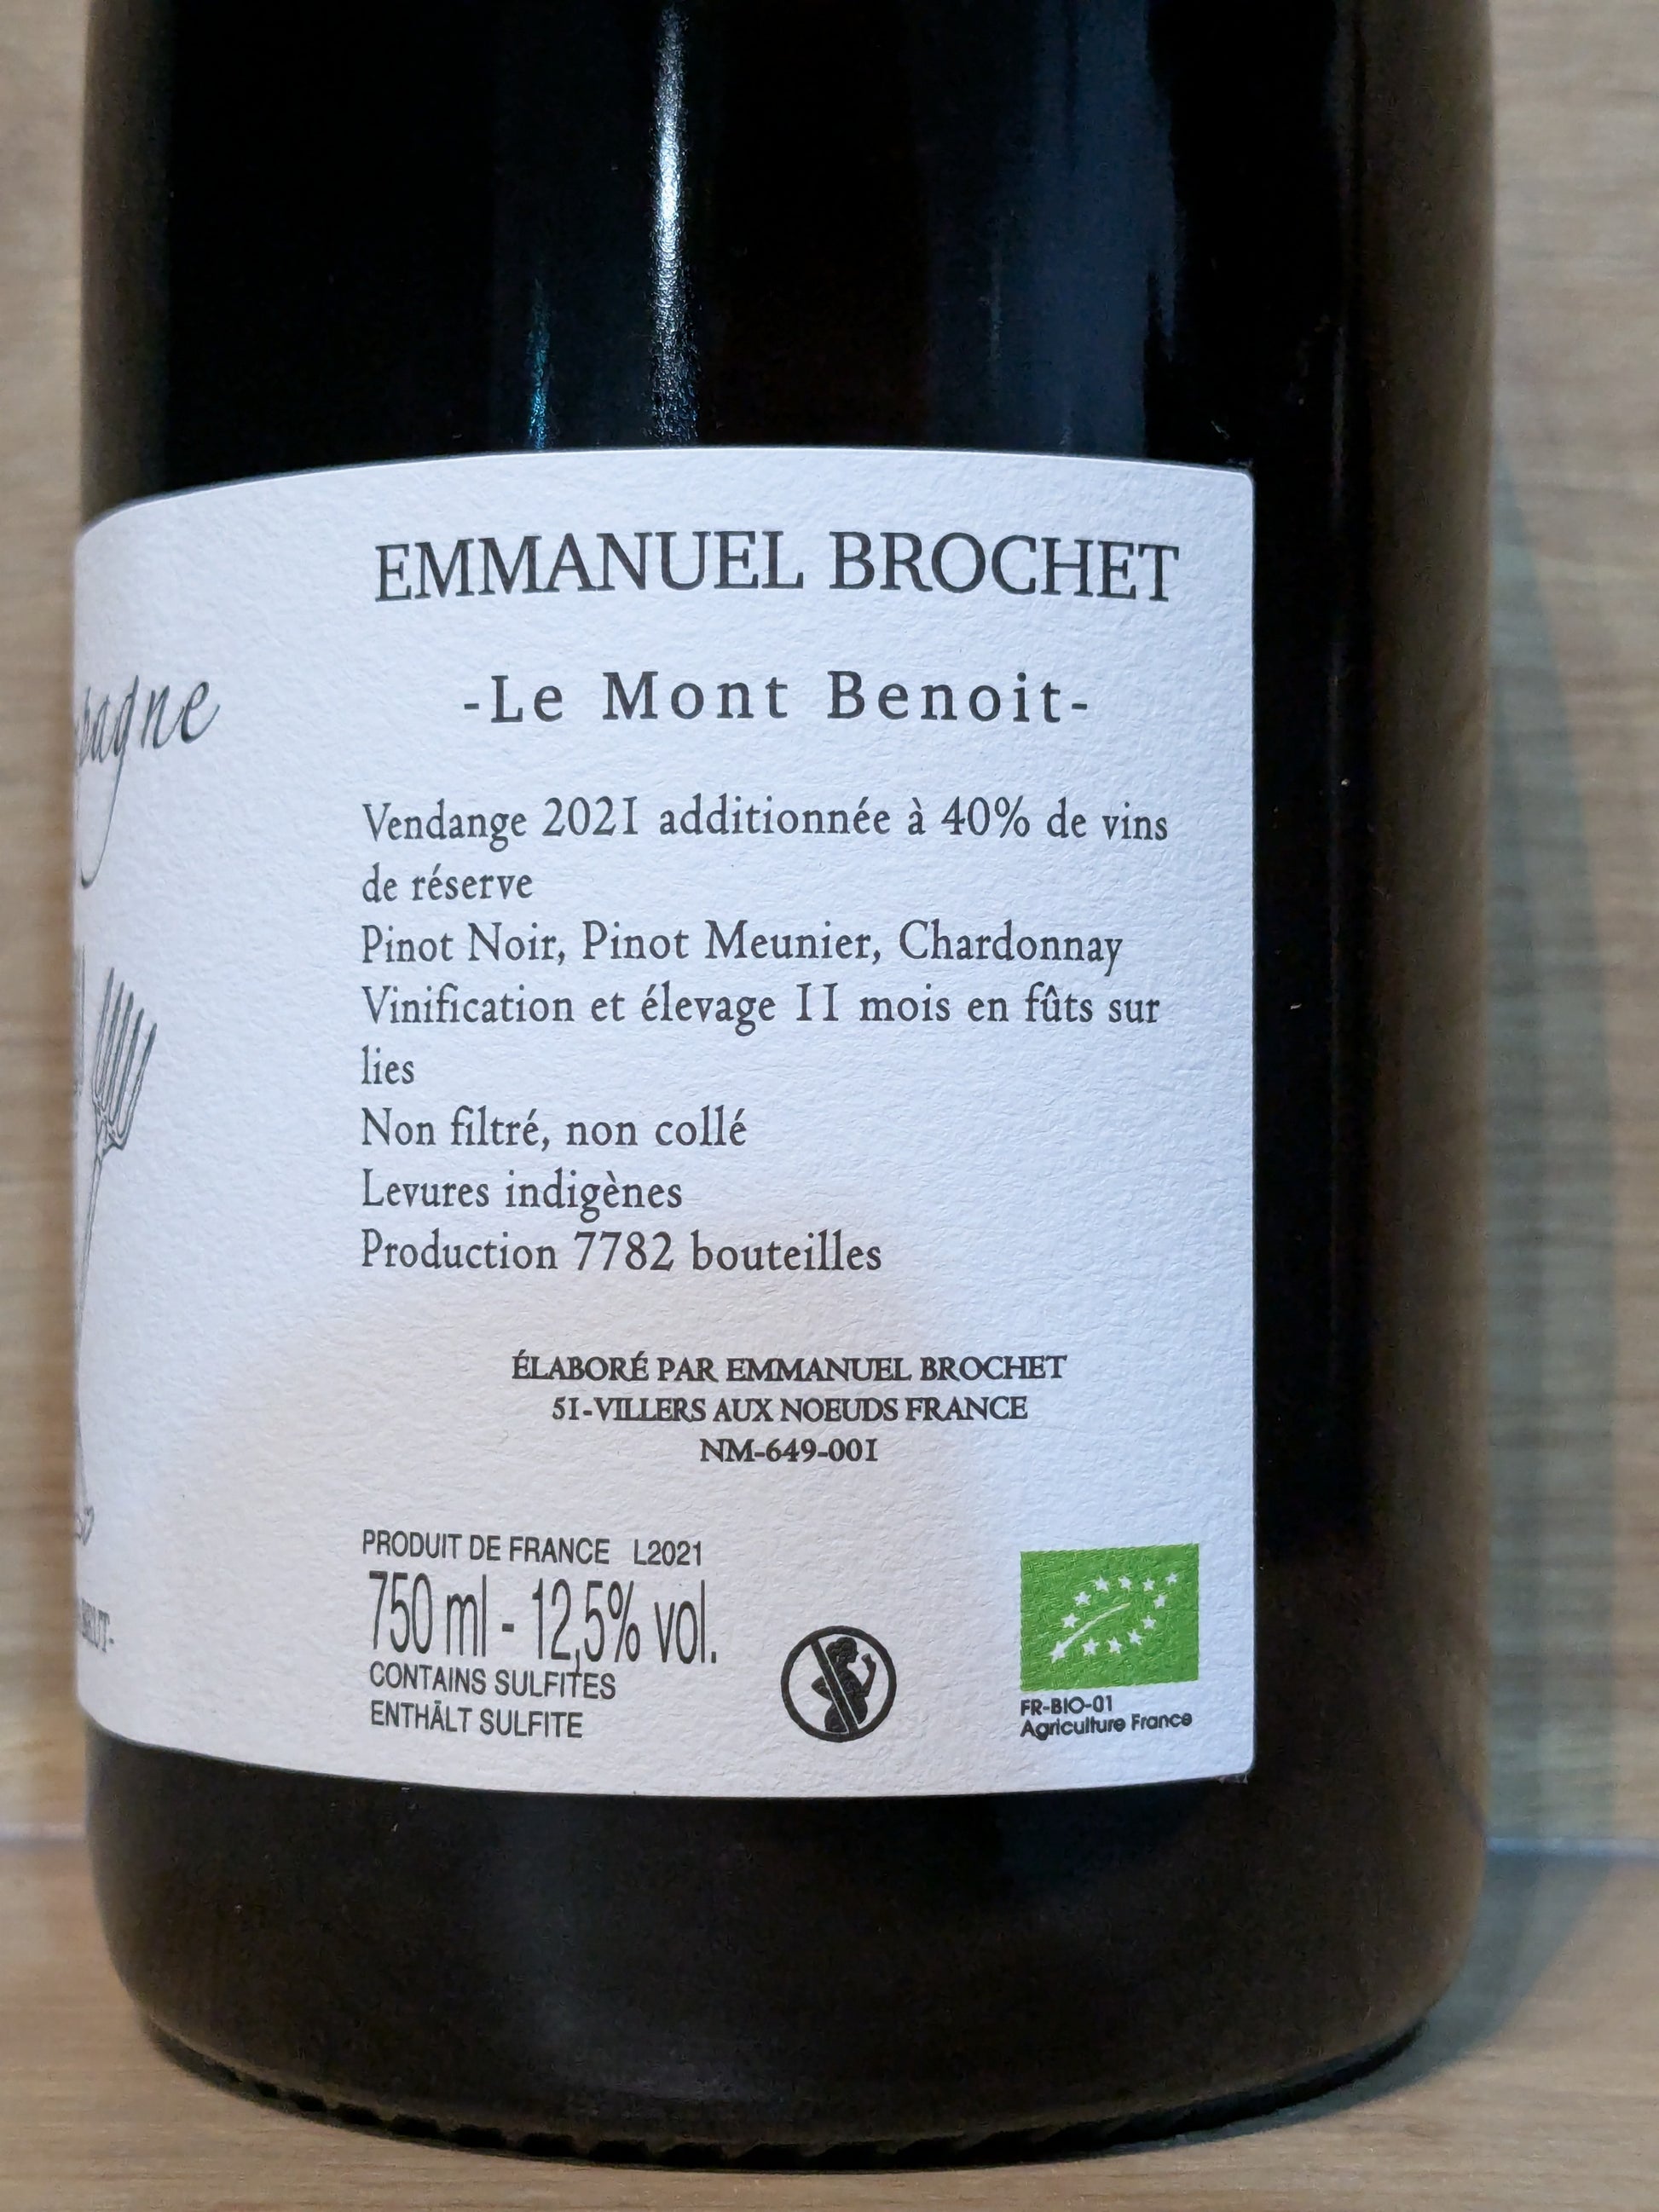 EMMANUEL BROCHET
-Le Mont Benoit-
Vendange 2021 additionnée à 40% de vins
de réserve
Pinot Noir, Pinot Meunier, Chardonnay
Vinification et élevage 11 mois en fûts sur
lies
Non filtré, non collé
Levures indigènes
Production 7782 bouteilles
ÉLABORÉ PAR EMMANUEL BROCHET
51-VILLERS AUX NOEUDS FRANCE
NM-649-001
PRODUIT DE FRANCE L2021
750 ml - 12,5% vol.
CONTAINS SULFITES
ENTHÄLT SULFITE
FR-BIO-01
Agriculture France